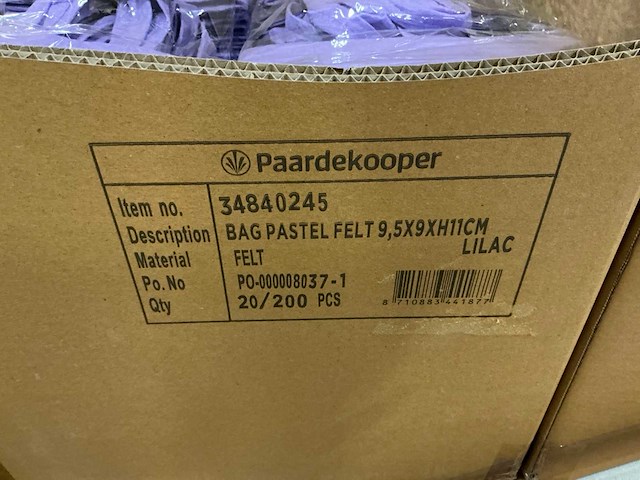 Paardekooper
Item no. 34840245
Description BAG PASTEL FELT 9,5X9XH11CM
LILAC
Material FELT
Po.No PO-000008037-1
Qty 20/200 PCS
8 710883 441877